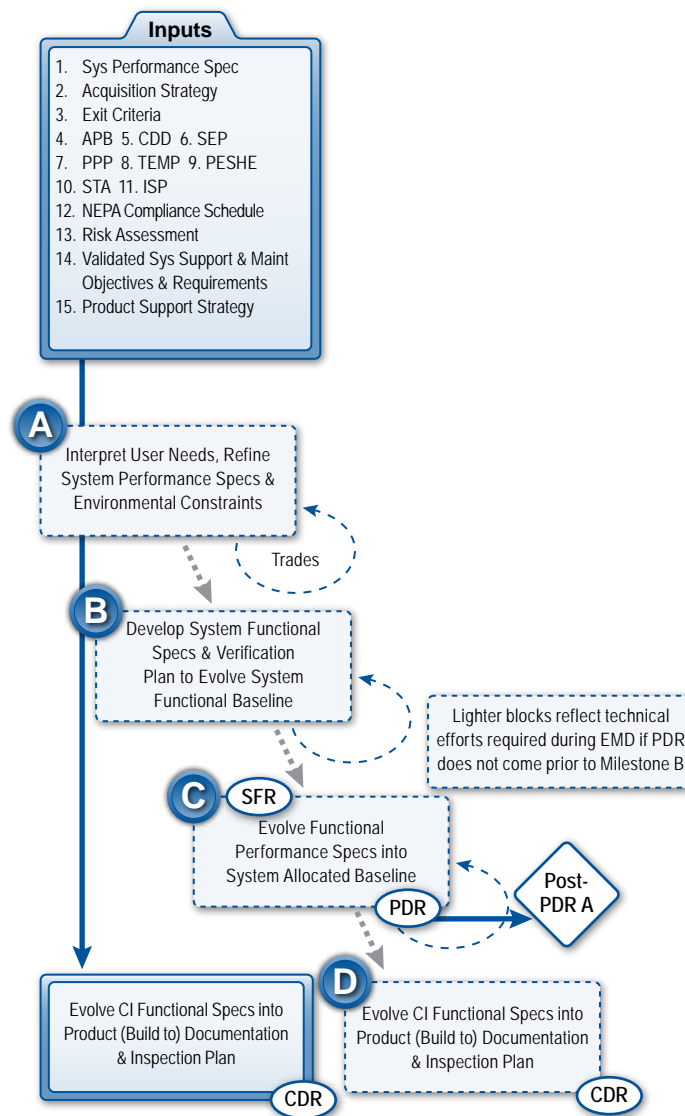 Inputs
1. Sys Performance Spec
2. Acquisition Strategy
3. Exit Criteria
4. APB 5. CDD 6. SEP
7. PPP 8. TEMP 9. PESHE
10. STA 11. ISP
12. NEPA Compliance Schedule
13. Risk Assessment
14. Validated Sys Support & Maint
Objectives & Requirements
15. Product Support Strategy
A
Interpret User Needs, Refine
System Performance Specs &
Environmental Constraints
Trades
B
Develop System Functional
Specs & Verification
Plan to Evolve System
Functional Baseline
Lighter blocks reflect technical
efforts required during EMD if PDR
does not come prior to Milestone B
C
SFR
Evolve Functional
Performance Specs into
System Allocated Baseline
PDR
Post-
PDR A
Evolve CI Functional Specs into
Product (Build to) Documentation
& Inspection Plan
CDR
D
Evolve CI Functional Specs into
Product (Build to) Documentation
& Inspection Plan
CDR